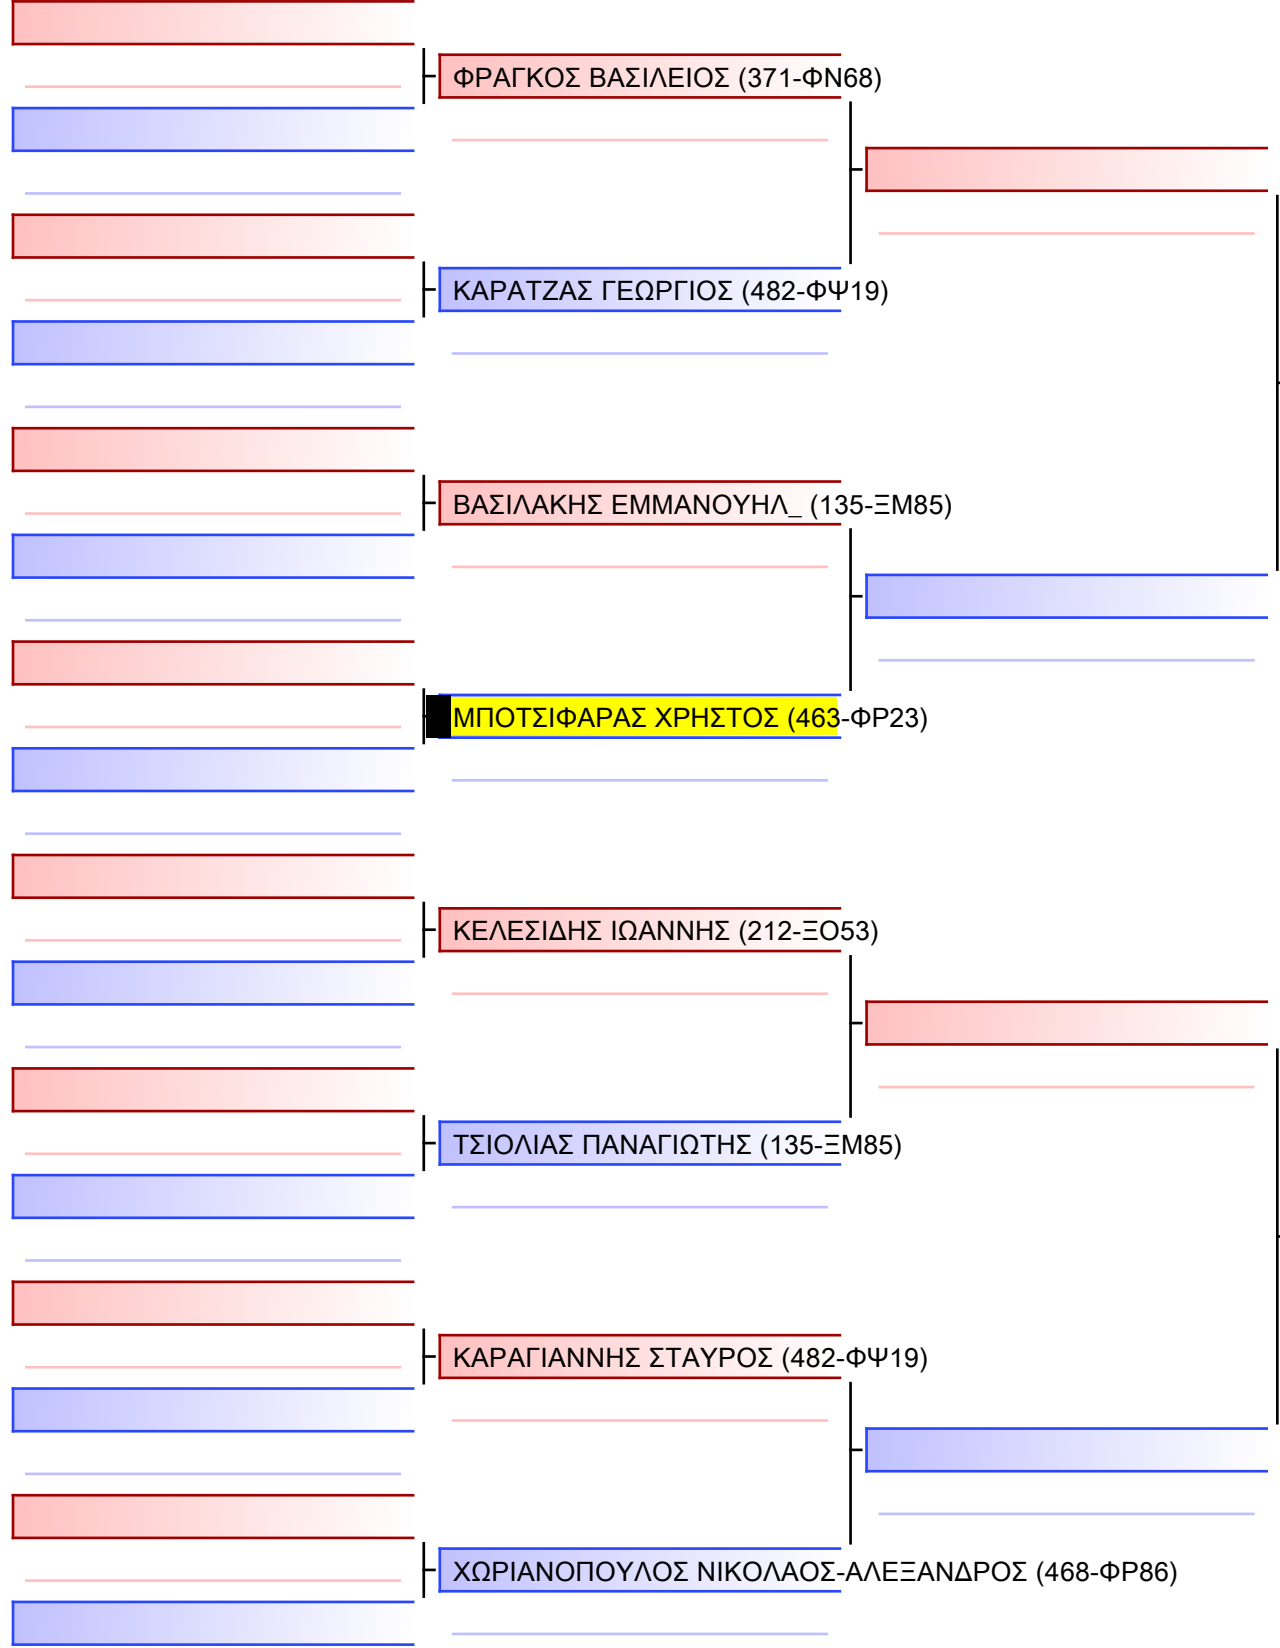 ΦΡΑΓΚΟΣ ΒΑΣΙΛΕΙΟΣ (371-ΦΝ68)
ΚΑΡΑΤΖΑΣ ΓΕΩΡΓΙΟΣ (482-ΦΨ19)
ΒΑΣΙΛΑΚΗΣ ΕΜΜΑΝΟΥΗΛ_ (135-ΞΜ85)
ΜΠΟΤΣΙΦΑΡΑΣ ΧΡΗΣΤΟΣ (463-ΦΡ23)
ΚΕΛΕΣΙΔΗΣ ΙΩΑΝΝΗΣ (212-ΞΟ53)
ΤΣΙΟΛΙΑΣ ΠΑΝΑΓΙΩΤΗΣ (135-ΞΜ85)
ΚΑΡΑΓΙΑΝΝΗΣ ΣΤΑΥΡΟΣ (482-ΦΨ19)
ΧΩΡΙΑΝΟΠΟΥΛΟΣ ΝΙΚΟΛΑΟΣ-ΑΛΕΞΑΝΔΡΟΣ (468-ΦΡ86)